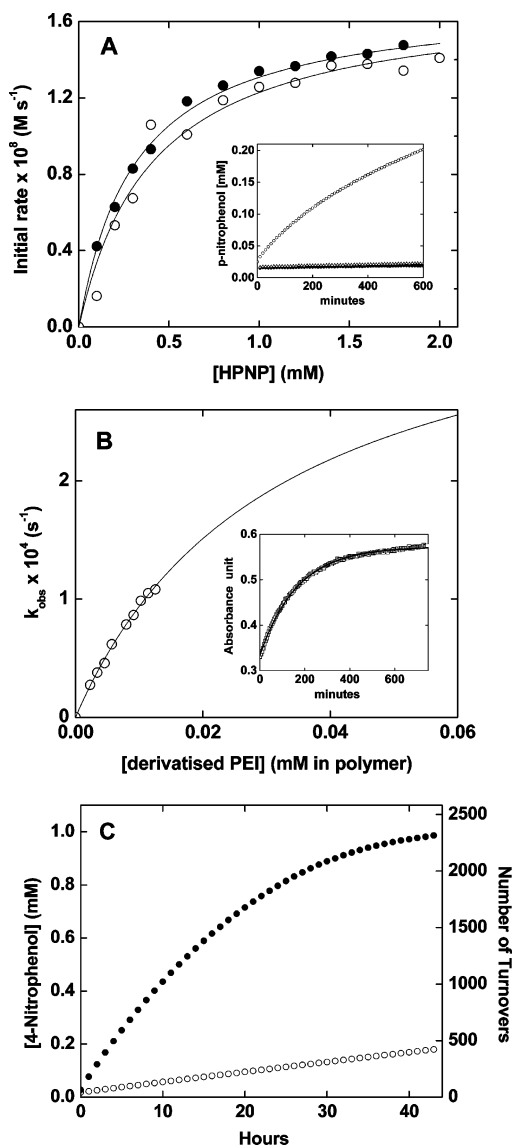 A
1.6
1.2
0.8
0.4
0.0
Initial rate x 10⁸ (M s⁻¹)
0.0 0.5 1.0 1.5 2.0
[HPNP] (mM)
0.20
0.15
0.10
0.05
0.00
p-nitrophenol [mM]
0 200 400 600
minutes
B
2
1
0
k_obs x 10⁴ (s⁻¹)
0.00 0.02 0.04 0.06
[derivatised PEI] (mM in polymer)
0.6
0.5
0.4
0.3
Absorbance unit
0 200 400 600
minutes
C
1.0
0.8
0.6
0.4
0.2
0.0
[4-Nitrophenol] (mM)
2500
2000
1500
1000
500
0
Number of Turnovers
0 10 20 30 40
Hours